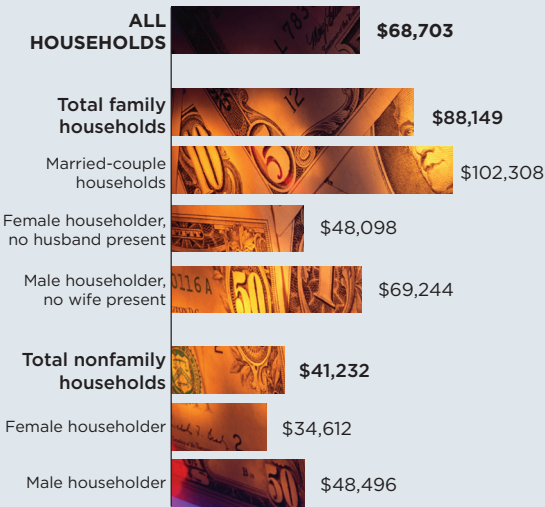 ALL
HOUSEHOLDS
$68,703
Total family
households
$88,149
Married-couple
households
$102,308
Female householder,
no husband present
$48,098
Male householder,
no wife present
$69,244
Total nonfamily
households
$41,232
Female householder
$34,612
Male householder
$48,496